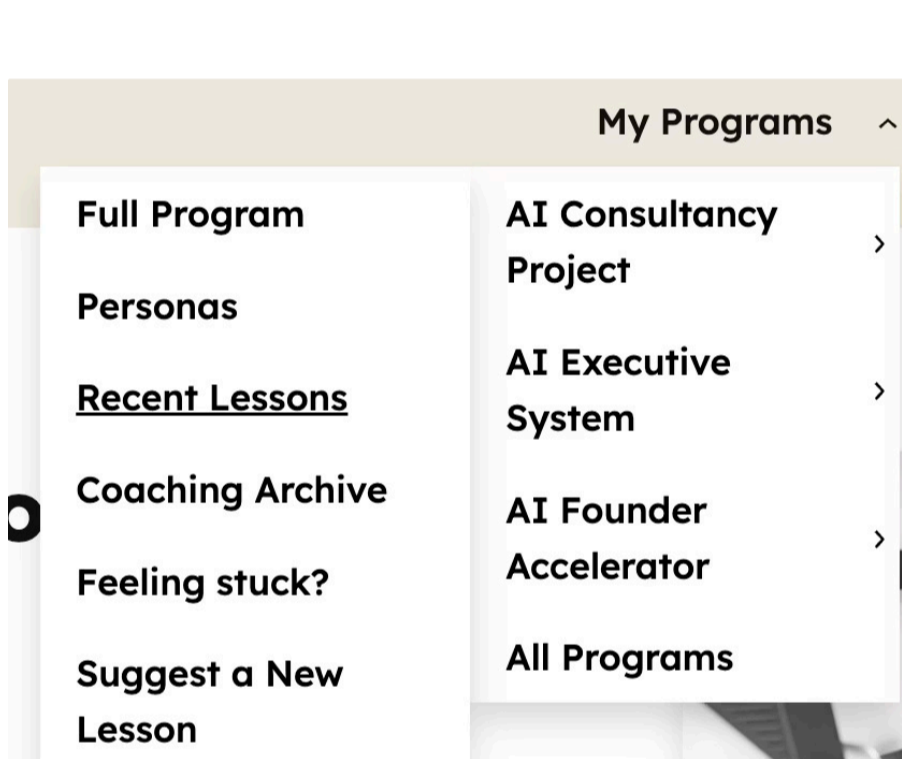 My Programs
Full Program
Personas
Recent Lessons
Coaching Archive
Feeling stuck?
Suggest a New
Lesson
AI Consultancy
Project
AI Executive
System
AI Founder
Accelerator
All Programs